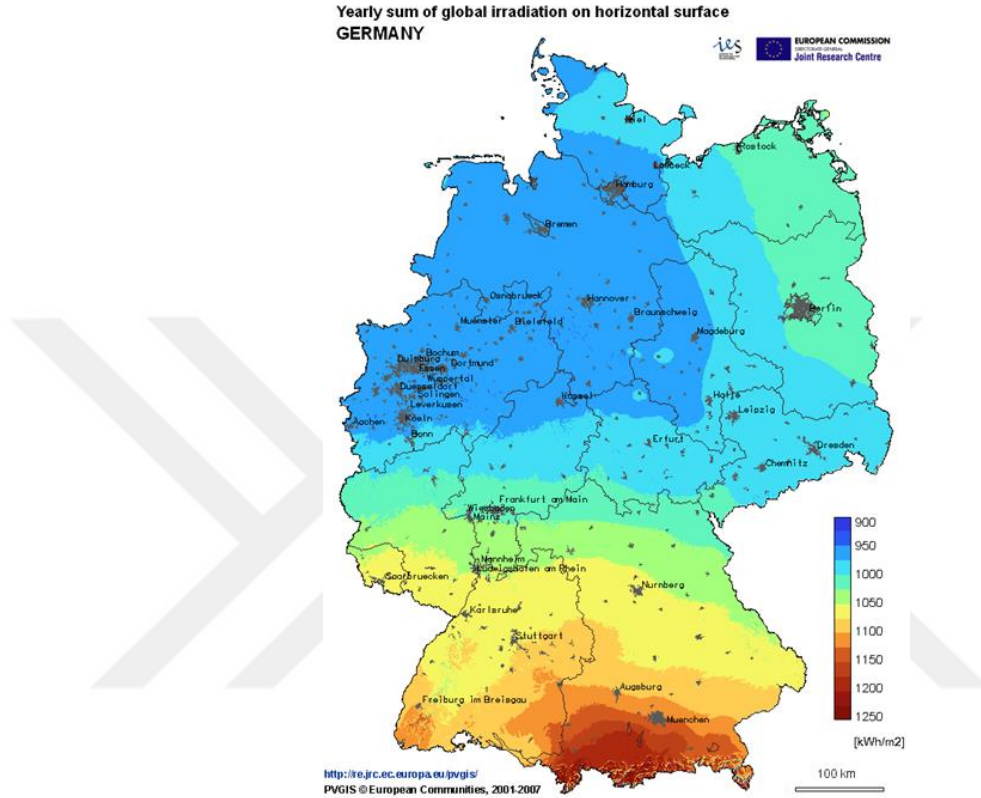 Yearly sum of global irradiation on horizontal surface
GERMANY
ies
EUROPEAN COMMISSION
DIRECTORATE-GENERAL
Joint Research Centre
Kiel
Rostock
Luebeck
Hamburg
Bremen
Osnabrueck
Hannover
Berlin
Muenster
Bielefeld
Braunschweig
Magdeburg
Bochum
Duisburg
Dortmund
Essen
Wuppertal
Duesseldorf
Solingen
Kassel
Halle
Leverkusen
Leipzig
Aachen
Koeln
Bonn
Erfurt
Dresden
Chemnitz
Frankfurt am Main
Wiesbaden
Mainz
Mannheim
Ludwigshafen am Rhein
Saarbruecken
Nurnberg
Karlsruhe
Stuttgart
Augsburg
Freiburg im Breisgau
Muenchen
900
950
1000
1050
1100
1150
1200
1250
[kWh/m2]
http://re.jrc.ec.europa.eu/pvgis/
100 km
PVGIS © European Communities, 2001-2007